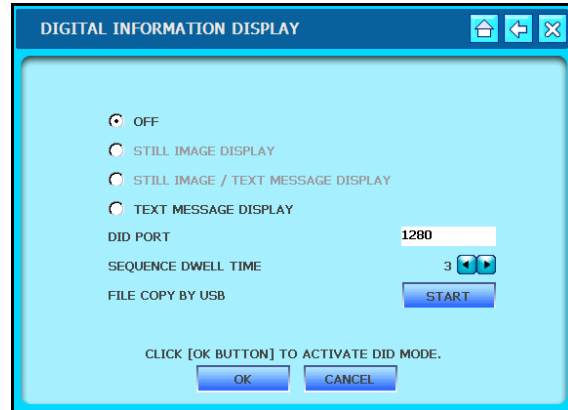 DIGITAL INFORMATION DISPLAY
OFF
STILL IMAGE DISPLAY
STILL IMAGE / TEXT MESSAGE DISPLAY
TEXT MESSAGE DISPLAY
DID PORT 1280
SEQUENCE DWELL TIME 3
FILE COPY BY USB START
CLICK [OK BUTTON] TO ACTIVATE DID MODE.
OK CANCEL